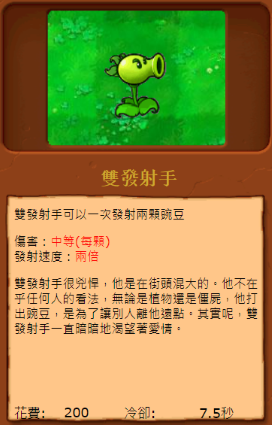 雙發射手
雙發射手可以一次發射兩顆豌豆
傷害：中等(每顆)
發射速度：兩倍
雙發射手很兇悍，他是在街頭混大的。他不在
乎任何人的看法，無論是植物還是僵屍，他打
出豌豆，是為了讓別人離他遠點。其實呢，雙
發射手一直暗暗地渴望著愛情。
花費: 200 冷卻: 7.5秒